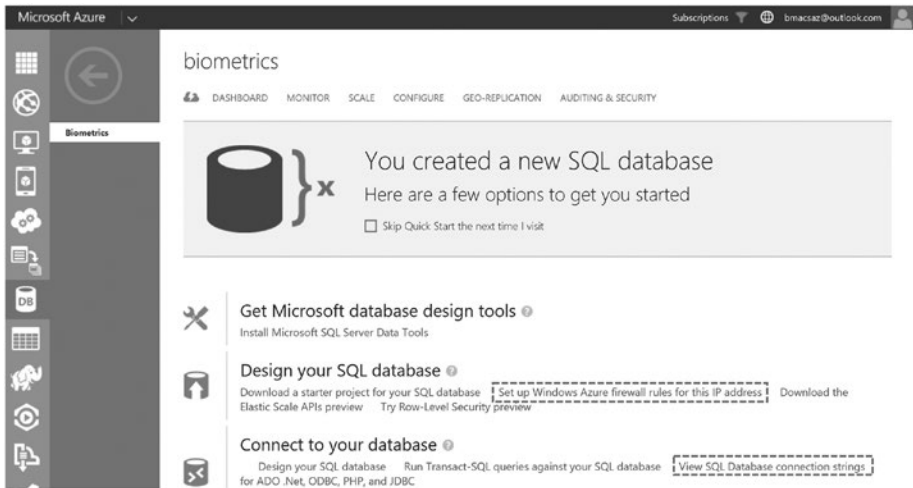 Microsoft Azure
Subscriptions bmacsaz@outlook.com
biometrics
DASHBOARD MONITOR SCALE CONFIGURE GEO-REPLICATION AUDITING & SECURITY
Biometrics
You created a new SQL database
Here are a few options to get you started
Skip Quick Start the next time I visit
x
Get Microsoft database design tools ?
Install Microsoft SQL Server Data Tools
Design your SQL database ?
Download a starter project for your SQL database Set up Windows Azure firewall rules for this IP address Download the
Elastic Scale APIs preview Try Row-Level Security preview
DB
Connect to your database ?
Design your SQL database Run Transact-SQL queries against your SQL database View SQL Database connection strings
for ADO .Net, ODBC, PHP, and JDBC